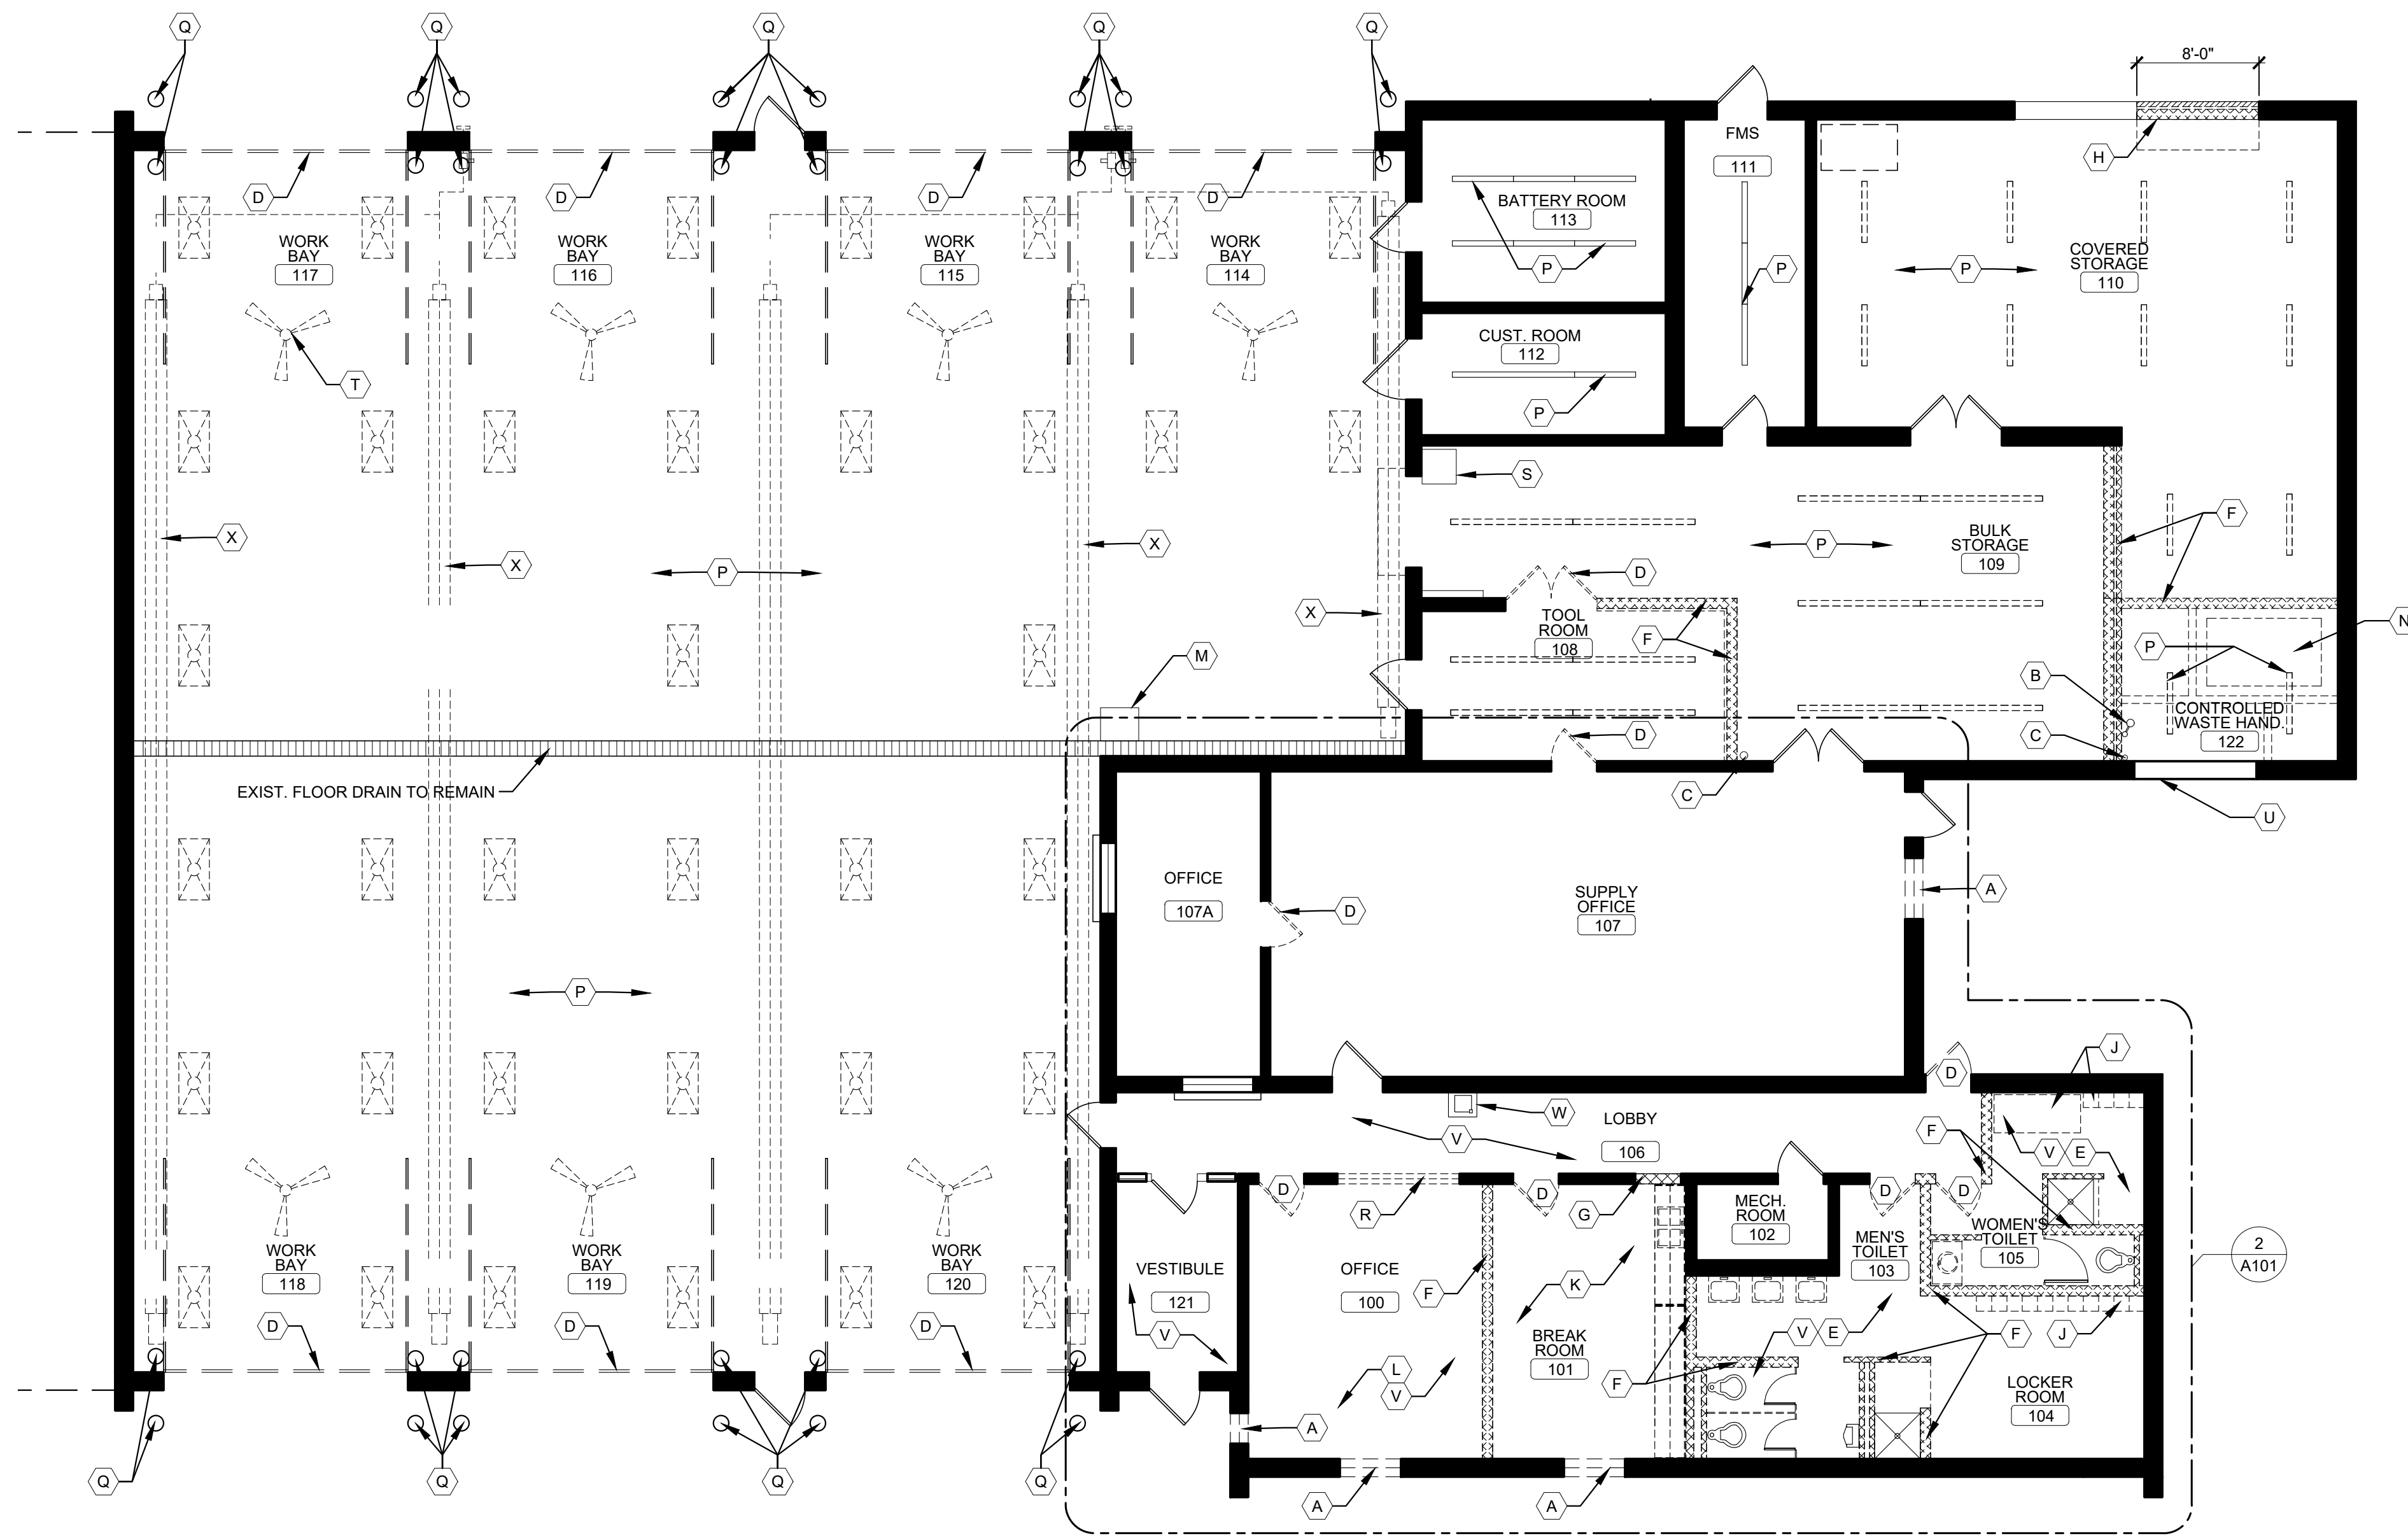 Q
Q
Q
Q
Q
8'-0"
FMS
111
H
D
D
D
D
BATTERY ROOM
113
WORK
BAY
117
WORK
BAY
116
WORK
BAY
115
WORK
BAY
114
P
P
P
COVERED
STORAGE
110
CUST. ROOM
112
T
P
S
F
X
X
X
P
P
BULK
STORAGE
109
D
X
TOOL
ROOM
108
F
N
P
M
B
CONTROLLED
WASTE HAND.
122
C
D
EXIST. FLOOR DRAIN TO REMAIN
C
U
OFFICE
107A
SUPPLY
OFFICE
107
A
D
P
J
D
W
LOBBY
106
V
F
V
E
D
R
D
G
MECH.
ROOM
102
D
D
WOMEN'S
TOILET
105
MEN'S
TOILET
103
2
A101
WORK
BAY
118
WORK
BAY
119
WORK
BAY
120
VESTIBULE
121
OFFICE
100
F
K
D
D
D
V
BREAK
ROOM
101
V
E
F
J
L
V
F
LOCKER
ROOM
104
A
Q
Q
Q
Q
A
A